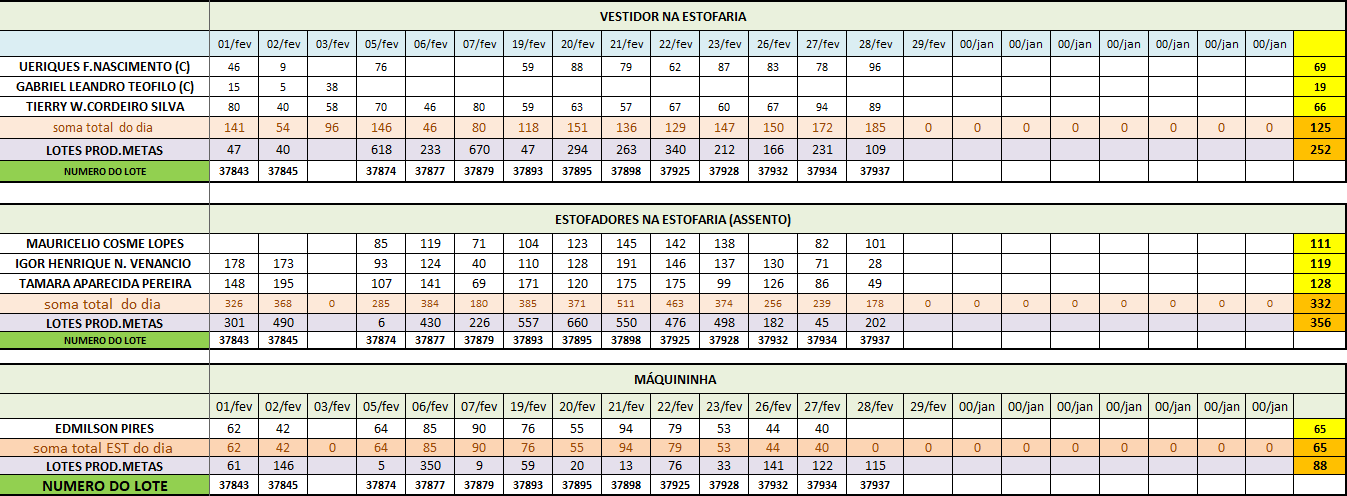 VESTIDOR NA ESTOFARIA
01/fev 02/fev 03/fev 05/fev 06/fev 07/fev 19/fev 20/fev 21/fev 22/fev 23/fev 26/fev 27/fev 28/fev 29/fev 00/jan 00/jan 00/jan 00/jan 00/jan 00/jan 00/jan
UERIQUES F.NASCIMENTO (C) 46 9 76 59 88 79 62 87 83 78 96 69
GABRIEL LEANDRO TEOFILO (C) 15 5 38 19
TIERRY W.CORDEIRO SILVA 80 40 58 70 46 80 59 63 57 67 60 67 94 89 66
soma total do dia 141 54 96 146 46 80 118 151 136 129 147 150 172 185 0 0 0 0 0 0 0 0 125
LOTES PROD.METAS 47 40 618 233 670 47 294 263 340 212 166 231 109 252
NUMERO DO LOTE 37843 37845 37874 37877 37879 37893 37895 37898 37925 37928 37932 37934 37937
ESTOFADORES NA ESTOFARIA (ASSENTO)
MAURICELIO COSME LOPES 85 119 71 104 123 145 142 138 82 101 111
IGOR HENRIQUE N. VENANCIO 178 173 93 124 40 110 128 191 146 137 130 71 28 119
TAMARA APARECIDA PEREIRA 148 195 107 141 69 171 120 175 175 99 126 86 49 128
soma total do dia 326 368 0 285 384 180 385 371 511 463 374 256 239 178 0 0 0 0 0 0 0 0 332
LOTES PROD.METAS 301 490 6 430 226 557 660 550 476 498 182 45 202 356
NUMERO DO LOTE 37843 37845 37874 37877 37879 37893 37895 37898 37925 37928 37932 37934 37937
MÁQUININHA
01/fev 02/fev 03/fev 05/fev 06/fev 07/fev 19/fev 20/fev 21/fev 22/fev 23/fev 26/fev 27/fev 28/fev 29/fev 00/jan 00/jan 00/jan 00/jan 00/jan 00/jan 00/jan
EDMILSON PIRES 62 42 64 85 90 76 55 94 79 53 44 40 65
soma total EST do dia 62 42 0 64 85 90 76 55 94 79 53 44 40 0 0 0 0 0 0 0 0 0 65
LOTES PROD.METAS 61 146 5 350 9 59 20 13 76 33 141 122 115 88
NUMERO DO LOTE 37843 37845 37874 37877 37879 37893 37895 37898 37925 37928 37932 37934 37937